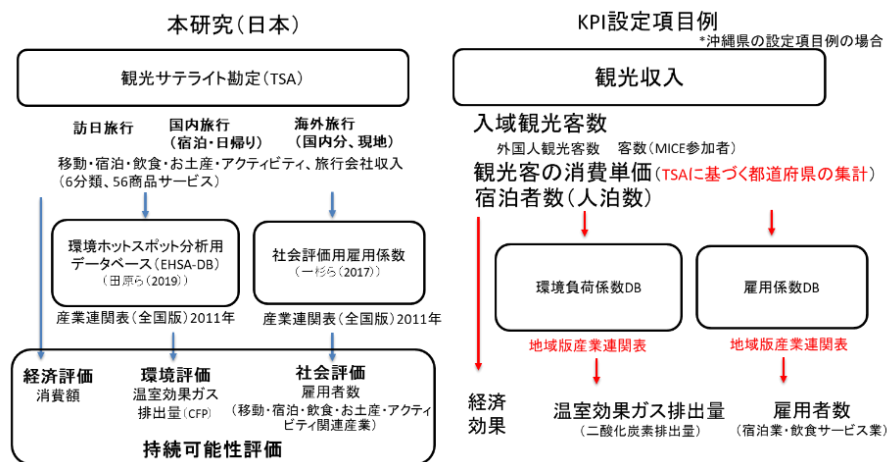 本研究(日本)
観光サテライト勘定(TSA)
訪日旅行
国内旅行
(宿泊・日帰り)
海外旅行
(国内分、現地)
移動・宿泊・飲食・お土産・アクティビティ、旅行会社収入
(6分類、56商品サービス)
環境ホットスポット分析用
データベース(EHSA-DB)
(田原ら(2019))
社会評価用雇用係数
(一杉ら(2017))
産業連関表(全国版)2011年
産業連関表(全国版)2011年
経済評価
消費額
環境評価
温室効果ガス
排出量(CFP)
社会評価
雇用者数
(移動・宿泊・飲食・お土産・アクティ
ビティ関連産業)
持続可能性評価
KPI設定項目例
*沖縄県の設定項目例の場合
観光収入
入域観光客数
外国人観光客数 客数(MICE参加者)
観光客の消費単価(TSAに基づく都道府県の集計)
宿泊者数(人泊数)
環境負荷係数DB
雇用係数DB
地域版産業連関表
地域版産業連関表
経済
効果
温室効果ガス排出量
(二酸化炭素排出量)
雇用者数
(宿泊業・飲食サービス業)